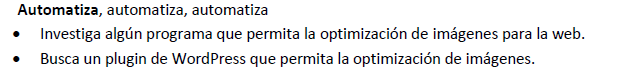 Automatiza, automatiza, automatiza
• Investiga algún programa que permita la optimización de imágenes para la web.
• Busca un plugin de WordPress que permita la optimización de imágenes.